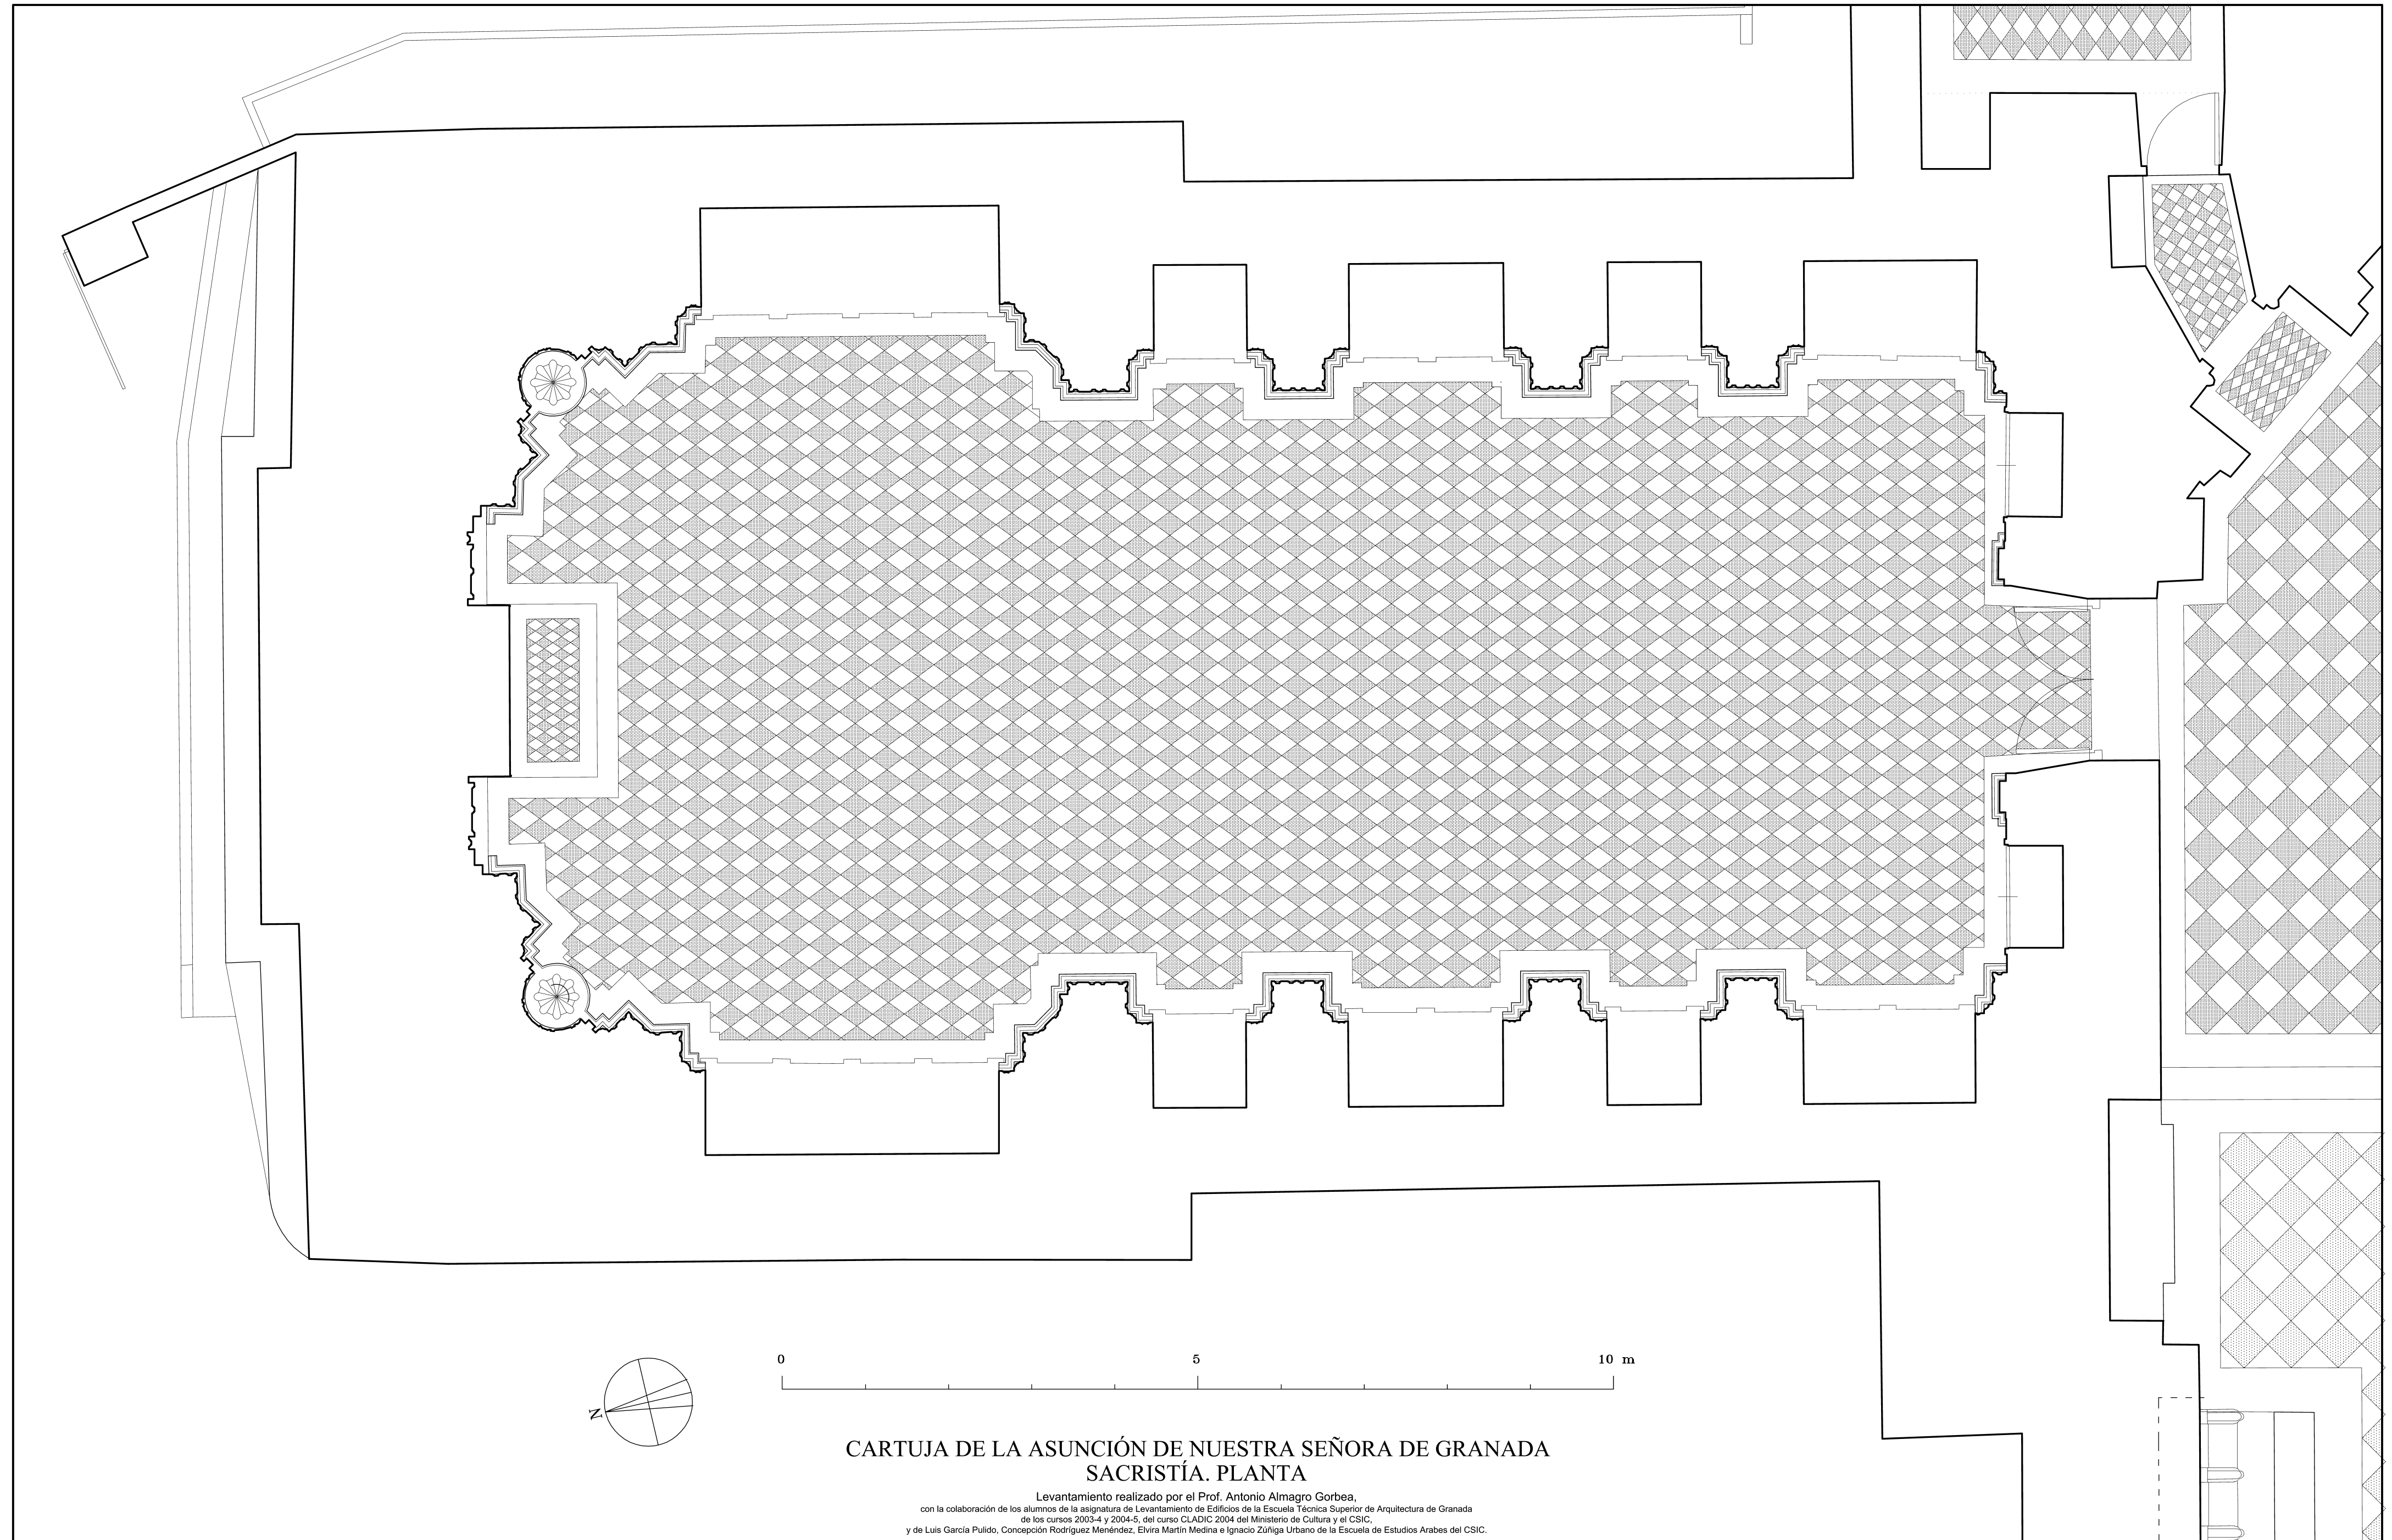 0 5 10 m
N
CARTUJA DE LA ASUNCIÓN DE NUESTRA SEÑORA DE GRANADA
SACRISTÍA. PLANTA
Levantamiento realizado por el Prof. Antonio Almagro Gorbea,
con la colaboración de los alumnos de la asignatura de Levantamiento de Edificios de la Escuela Técnica Superior de Arquitectura de Granada
de los cursos 2003-4 y 2004-5, del curso CLADIC 2004 del Ministerio de Cultura y el CSIC,
y de Luis García Pulido, Concepción Rodríguez Menéndez, Elvira Martín Medina e Ignacio Zúñiga Urbano de la Escuela de Estudios Arabes del CSIC.